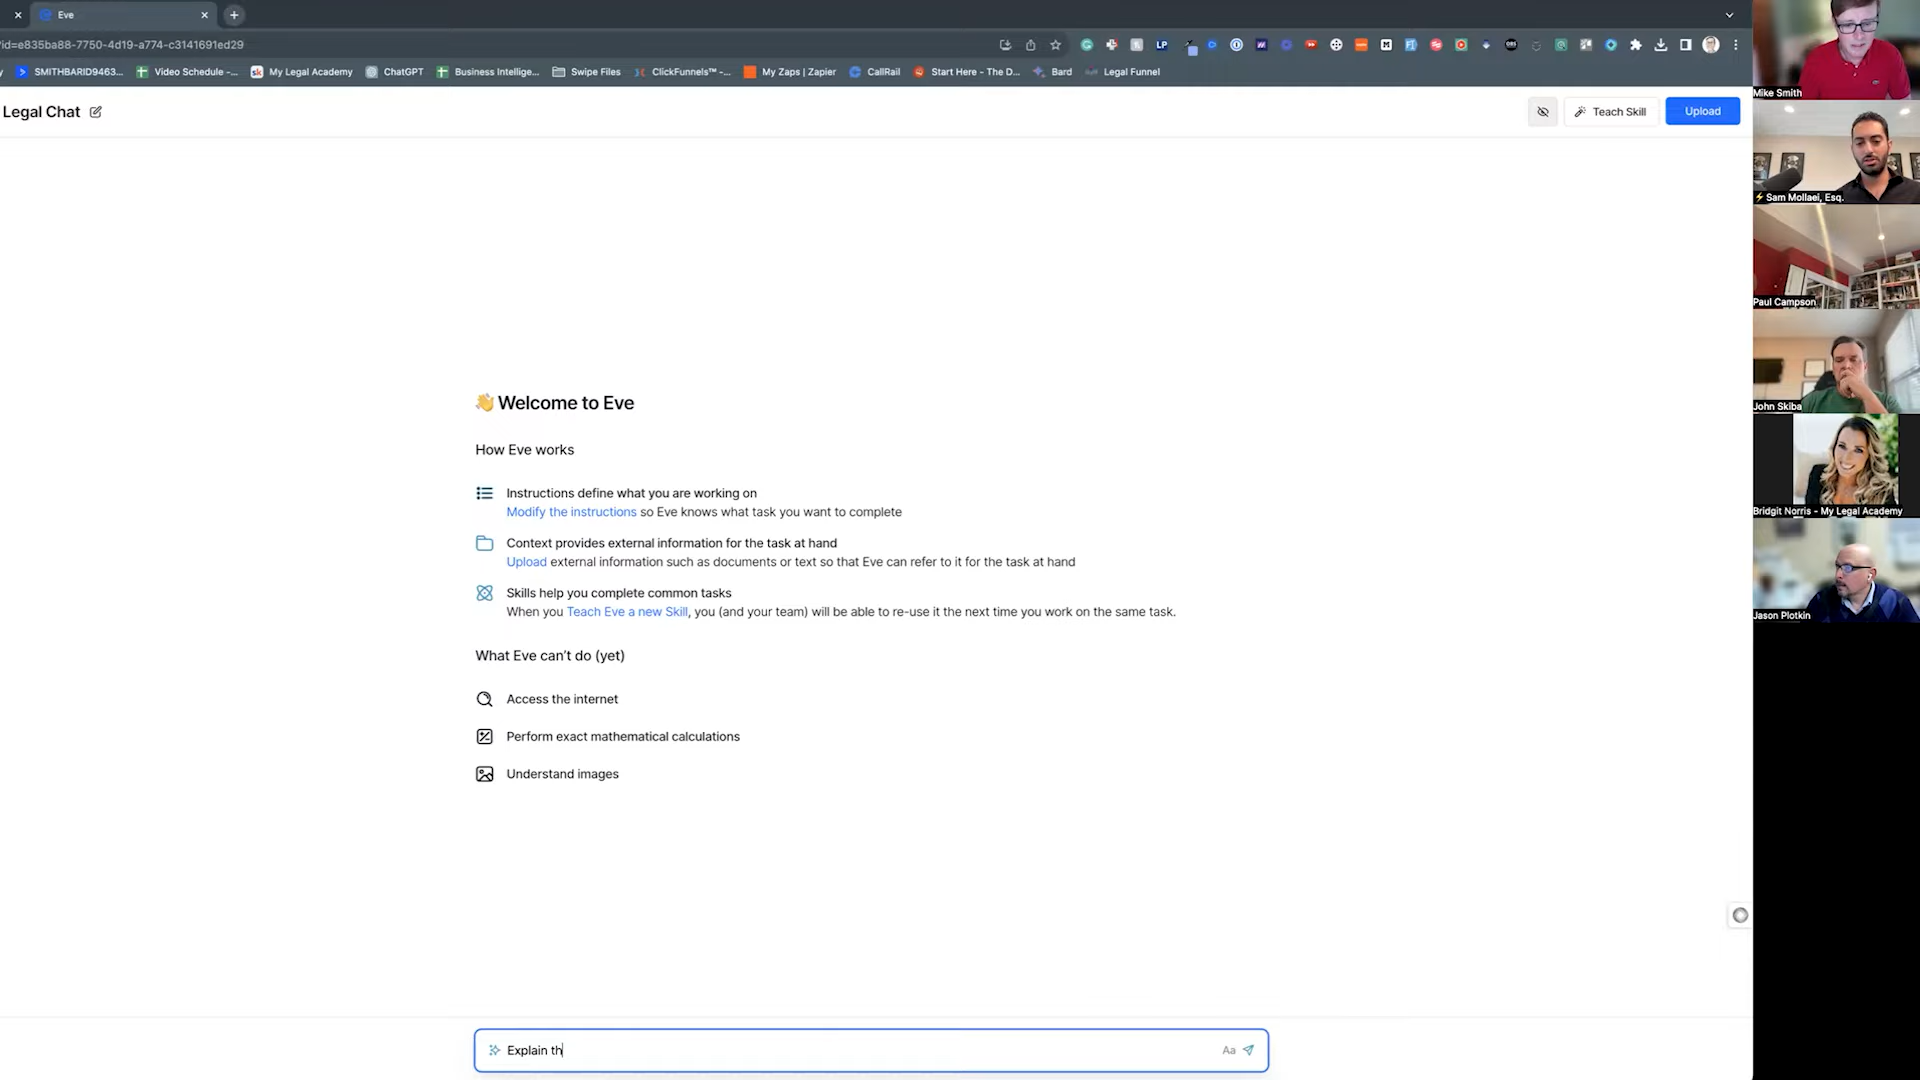 Eve
id=e835ba88-7750-4d19-a774-c3141691ed29
SMITHBARID9463...
Video Schedule -...
My Legal Academy
ChatGPT
Business Intellige...
Swipe Files
ClickFunnels™ -...
My Zaps | Zapier
CallRail
Start Here - The D...
Bard
Legal Funnel
Legal Chat
Teach Skill
Upload
👋 Welcome to Eve
How Eve works
Instructions define what you are working on
Modify the instructions so Eve knows what task you want to complete
Context provides external information for the task at hand
Upload external information such as documents or text so that Eve can refer to it for the task at hand
Skills help you complete common tasks
When you Teach Eve a new Skill, you (and your team) will be able to re-use it the next time you work on the same task.
What Eve can't do (yet)
Access the internet
Perform exact mathematical calculations
Understand images
Explain th
Aa
Mike Smith
⚡ Sam Mollaei, Esq.
Paul Campson
John Skiba
Bridgit Norris - My Legal Academy
Jason Plotkin